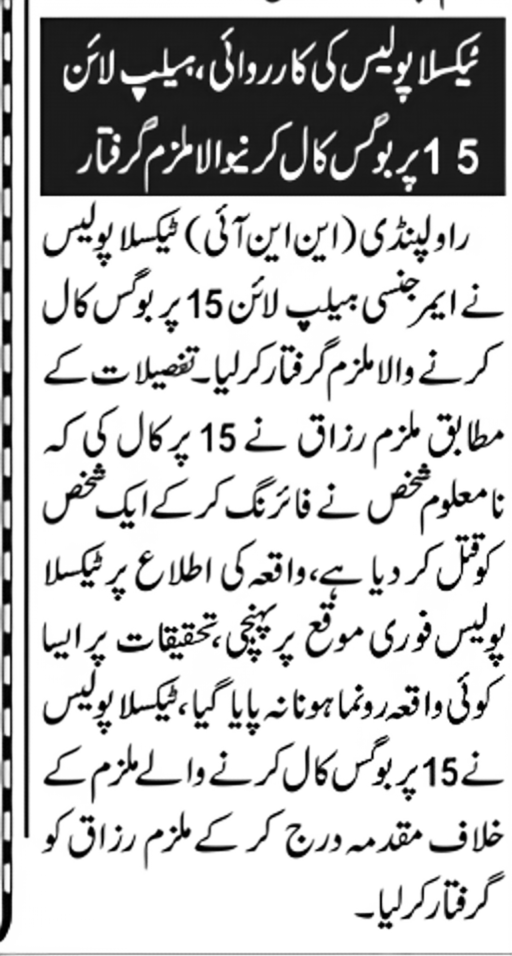 ٹیکسلا پولیس کی کارروائی، ہیلپ لائن
15 پر بوگس کال کرنیوالا ملزم گرفتار
راولپنڈی (این این آئی) ٹیکسلا پولیس
نے ایمرجنسی ہیلپ لائن 15 پر بوگس کال
کرنے والا ملزم گرفتار کرلیا۔ تفصیلات کے
مطابق ملزم رزاق نے 15 پر کال کی کہ
نامعلوم شخص نے فائرنگ کرکے ایک شخص
کو قتل کر دیا ہے، واقعہ کی اطلاع پر ٹیکسلا
پولیس فوری موقع پر پہنچی، تحقیقات پر ایسا
کوئی واقعہ رونما ہونا نہ پایا گیا، ٹیکسلا پولیس
نے 15 پر بوگس کال کرنے والے ملزم کے
خلاف مقدمہ درج کر کے ملزم رزاق کو
گرفتار کرلیا۔